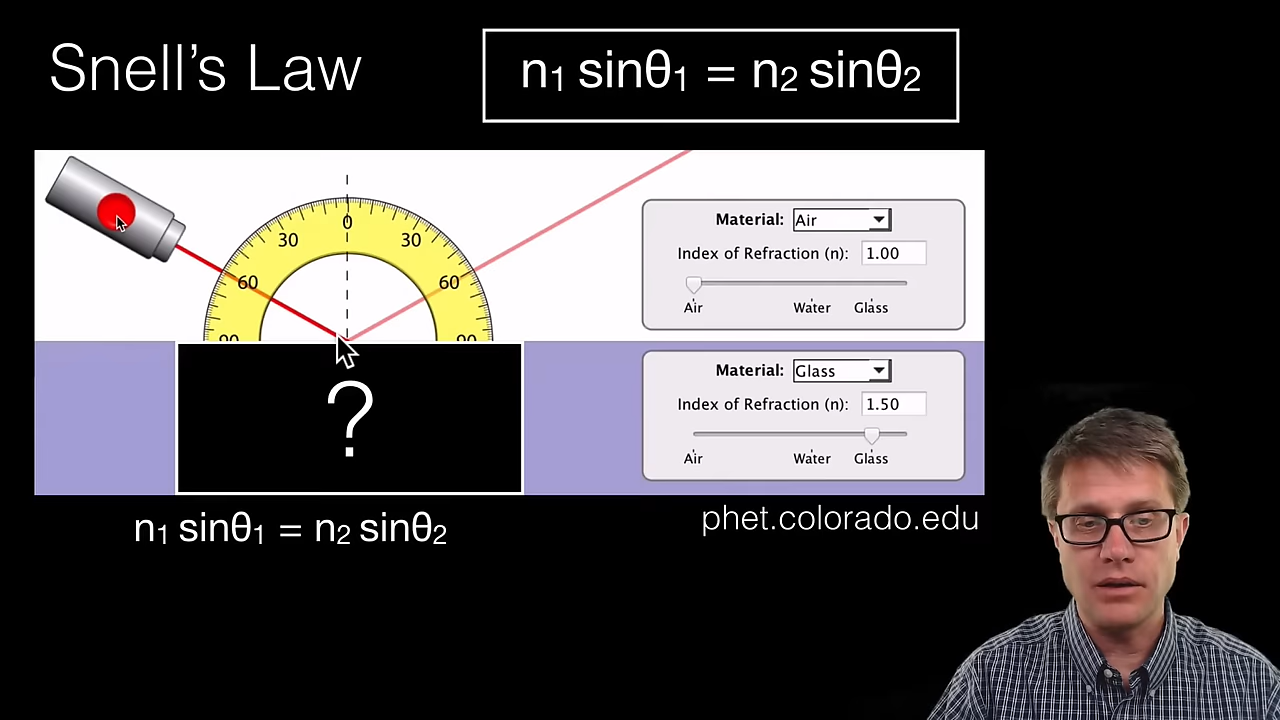 Snell's Law
n₁ sinθ₁ = n₂ sinθ₂
0
30 30
60 60
90 90
Material: Air
Index of Refraction (n): 1.00
Air Water Glass
?
Material: Glass
Index of Refraction (n): 1.50
Air Water Glass
n₁ sinθ₁ = n₂ sinθ₂
phet.colorado.edu